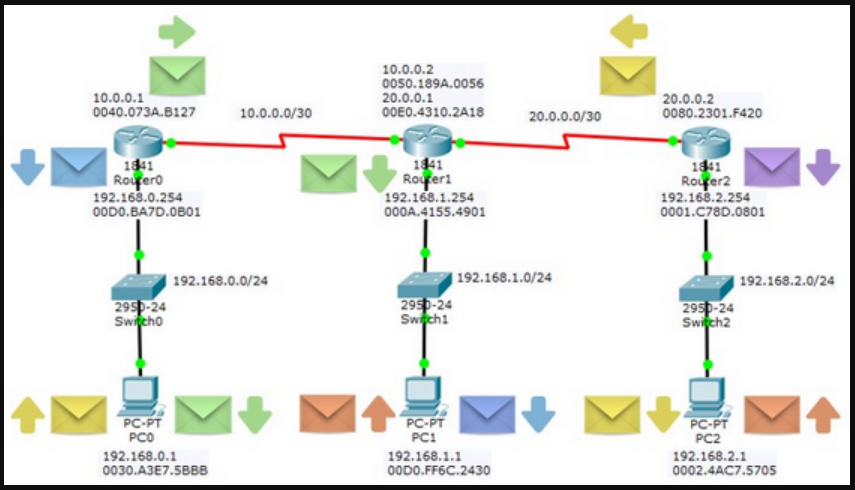 10.0.0.1
0040.073A.B127
10.0.0.0/30
10.0.0.2
0050.189A.0056
20.0.0.1
00E0.4310.2A18
20.0.0.0/30
20.0.0.2
0080.2301.F420
1841
Router0
1841
Router1
1841
Router2
192.168.0.254
00D0.BA7D.0B01
192.168.1.254
000A.4155.4901
192.168.2.254
0001.C78D.0801
192.168.0.0/24
192.168.1.0/24
192.168.2.0/24
2950-24
Switch0
2950-24
Switch1
2950-24
Switch2
PC-PT
PC0
PC-PT
PC1
PC-PT
PC2
192.168.0.1
0030.A3E7.5BBB
192.168.1.1
00D0.FF6C.2430
192.168.2.1
0002.4AC7.5705